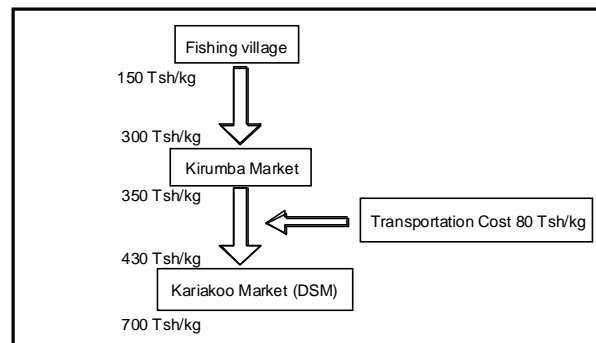 Fishing village
150 Tsh/kg
300 Tsh/kg
Kirumba Market
350 Tsh/kg
Transportation Cost 80 Tsh/kg
430 Tsh/kg
Kariakoo Market (DSM)
700 Tsh/kg